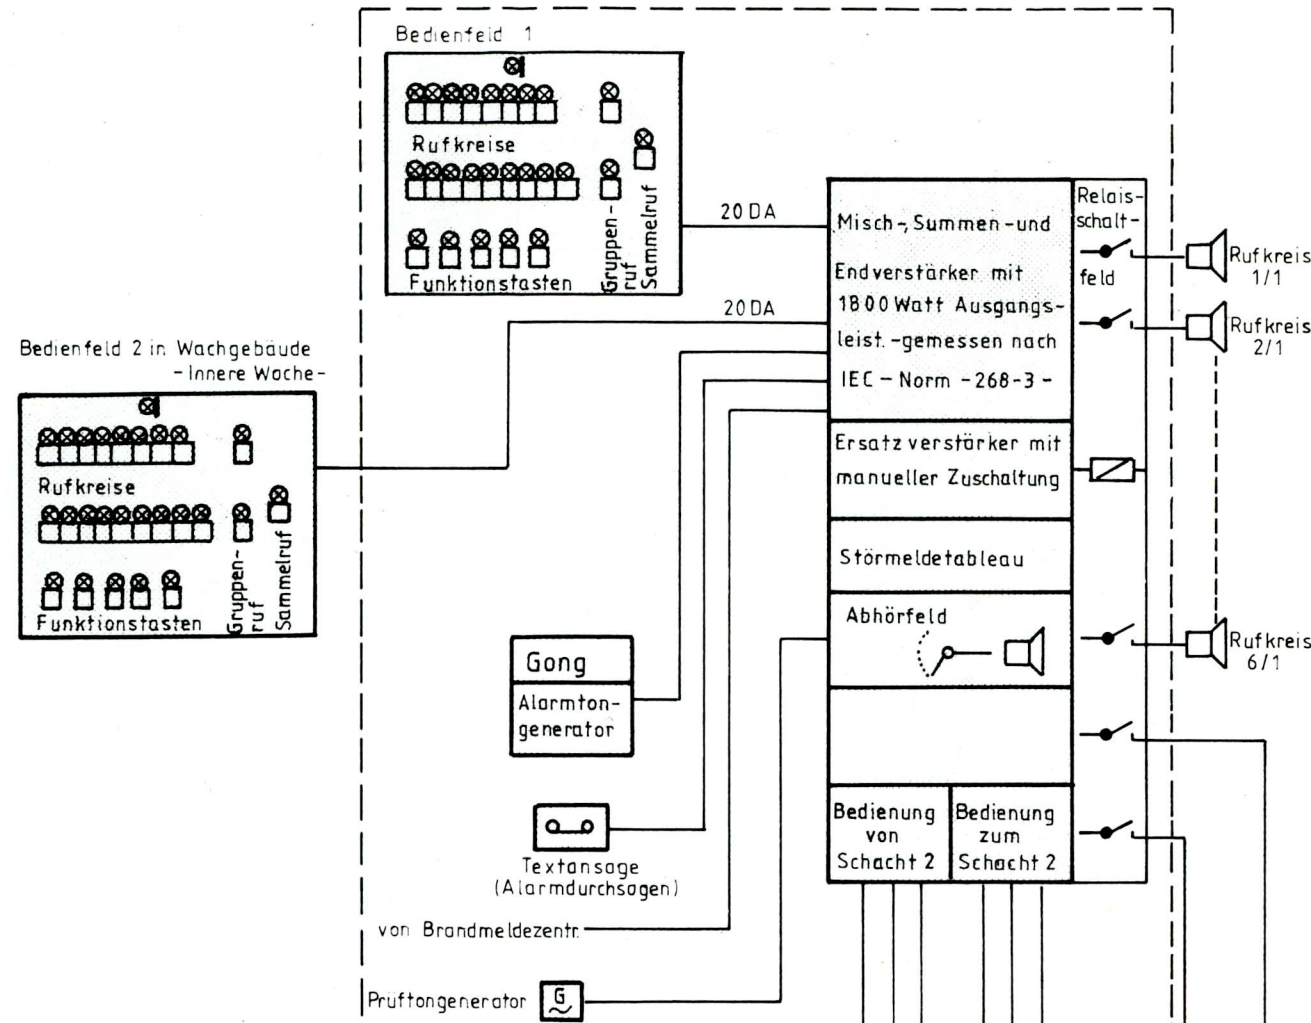 Bedienfeld 1
Rufkreise
Funktionstasten
Gruppen-
ruf
Sammelruf
20 DA
20 DA
Bedienfeld 2 in Wachgebäude
- Innere Wache -
Rufkreise
Funktionstasten
Gruppen-
ruf
Sammelruf
Misch-, Summen - und
Endverstärker mit
1800 Watt Ausgangs-
leist. - gemessen nach
IEC - Norm - 268-3 -
Relais-
schalt-
feld
Rufkreis
1/1
Rufkreis
2/1
Ersatzverstärker mit
manueller Zuschaltung
Störmeldetableau
Abhörfeld
Rufkreis
6/1
Gong
Alarmton-
generator
Textansage
(Alarmdurchsagen)
von Brandmeldezentr.
Prüftongenerator
G
Bedienung
von
Schacht 2
Bedienung
zum
Schacht 2